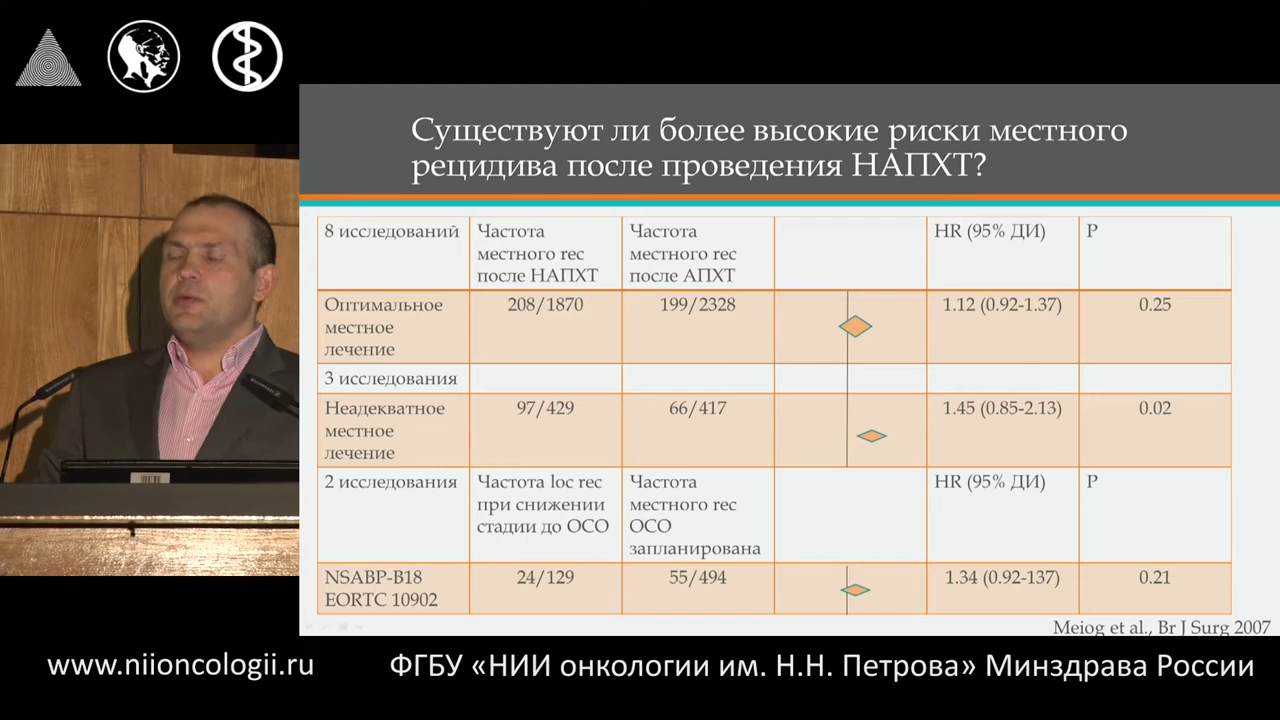 Существуют ли более высокие риски местного
рецидива после проведения НАПХТ?
8 исследований
Частота
местного rec
после НАПХТ
Частота
местного rec
после АПХТ
HR (95% ДИ)
P
Оптимальное
местное
лечение
208/1870
199/2328
1.12 (0.92-1.37)
0.25
3 исследования
Неадекватное
местное
лечение
97/429
66/417
1.45 (0.85-2.13)
0.02
2 исследования
Частота loc rec
при снижении
стадии до ОСО
Частота
местного rec
ОСО
запланирована
HR (95% ДИ)
P
NSABP-B18
EORTC 10902
24/129
55/494
1.34 (0.92-137)
0.21
Meiog et al., Br J Surg 2007
www.niioncologii.ru
ФГБУ «НИИ онкологии им. Н.Н. Петрова» Минздрава России